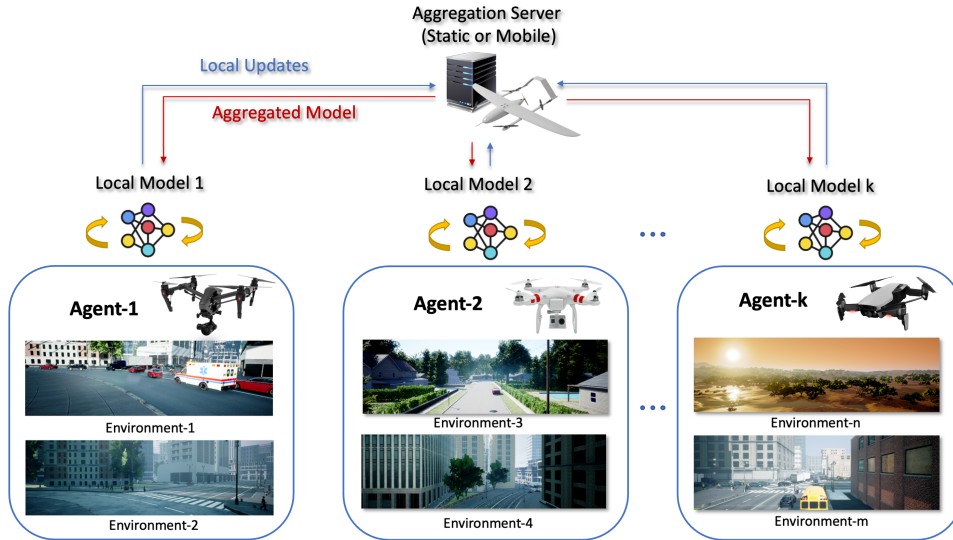 Aggregation Server
(Static or Mobile)
Local Updates
Aggregated Model
Local Model 1
Local Model 2
Local Model k
Agent-1
Agent-2
Agent-k
Environment-1
Environment-3
Environment-n
Environment-2
Environment-4
Environment-m